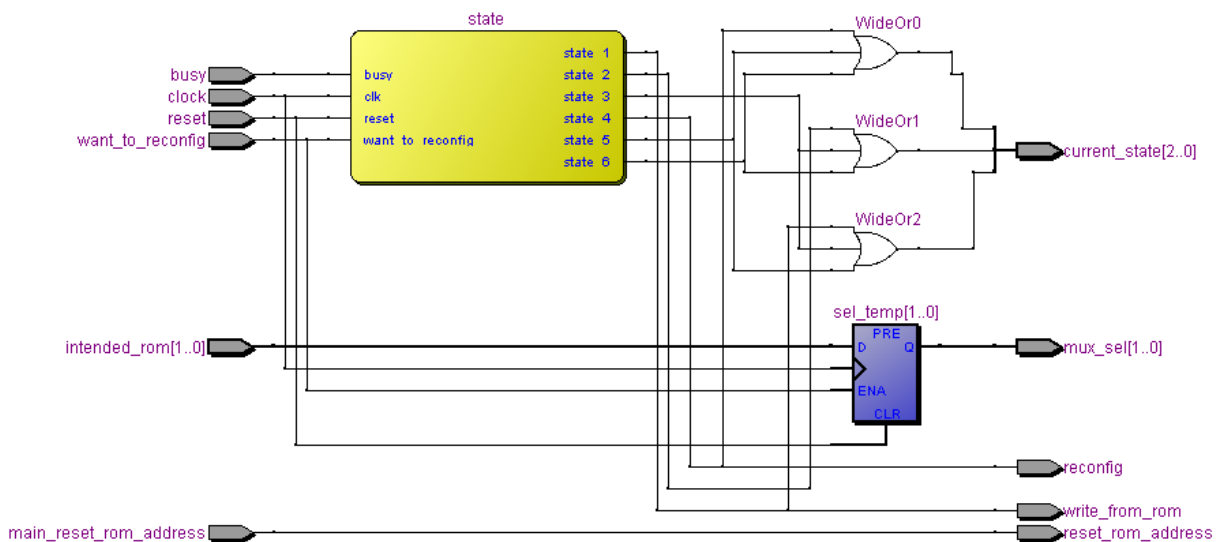 state
WideOr0
state 1
busy
busy
state 2
clock
clk
state 3
reset
reset
state 4
want_to_reconfig
want to reconfig
state 5
state 6
WideOr1
current_state[2..0]
WideOr2
sel_temp[1..0]
PRE
intended_rom[1..0]
D
Q
mux_sel[1..0]
ENA
CLR
reconfig
write_from_rom
main_reset_rom_address
reset_rom_address